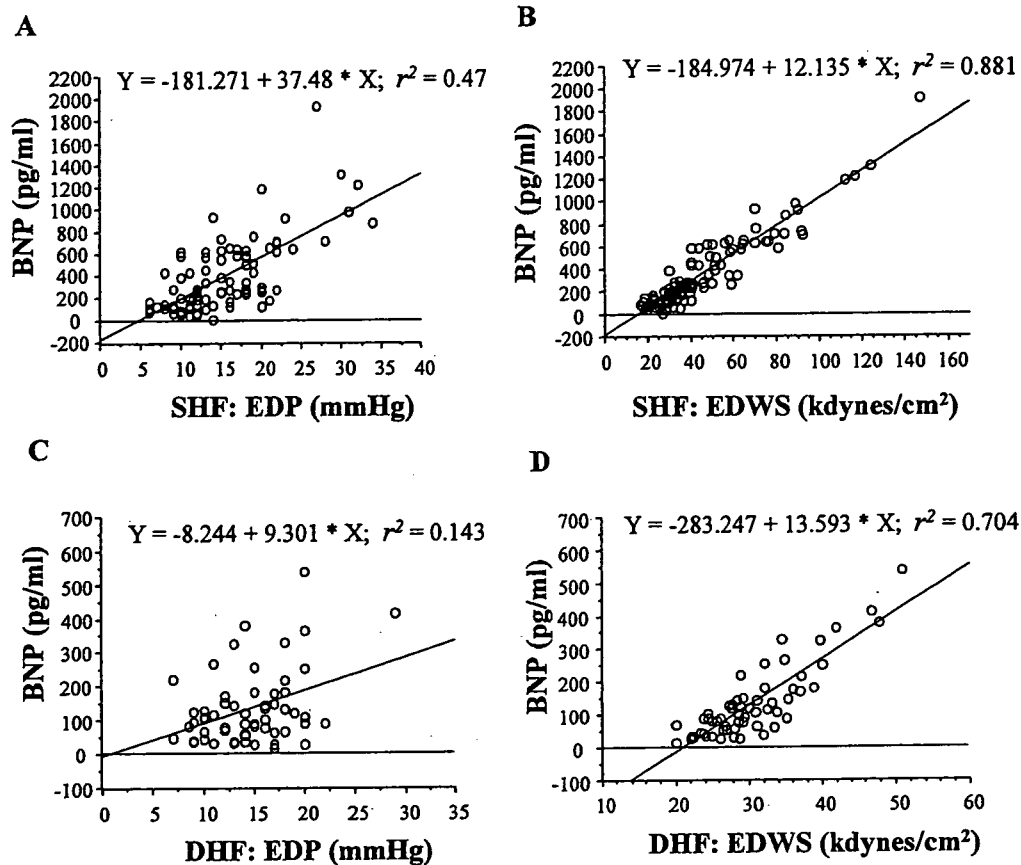 A
Y = -181.271 + 37.48 * X; r² = 0.47
BNP (pg/ml)
2200
2000
1800
1600
1400
1200
1000
800
600
400
200
0
-200
0 5 10 15 20 25 30 35 40
SHF: EDP (mmHg)
B
Y = -184.974 + 12.135 * X; r² = 0.881
BNP (pg/ml)
2200
2000
1800
1600
1400
1200
1000
800
600
400
200
0
-200
0 20 40 60 80 100 120 140 160
SHF: EDWS (kdynes/cm²)
C
Y = -8.244 + 9.301 * X; r² = 0.143
BNP (pg/ml)
700
600
500
400
300
200
100
0
-100
0 5 10 15 20 25 30 35
DHF: EDP (mmHg)
D
Y = -283.247 + 13.593 * X; r² = 0.704
BNP (pg/ml)
700
600
500
400
300
200
100
0
-100
10 20 30 40 50 60
DHF: EDWS (kdynes/cm²)